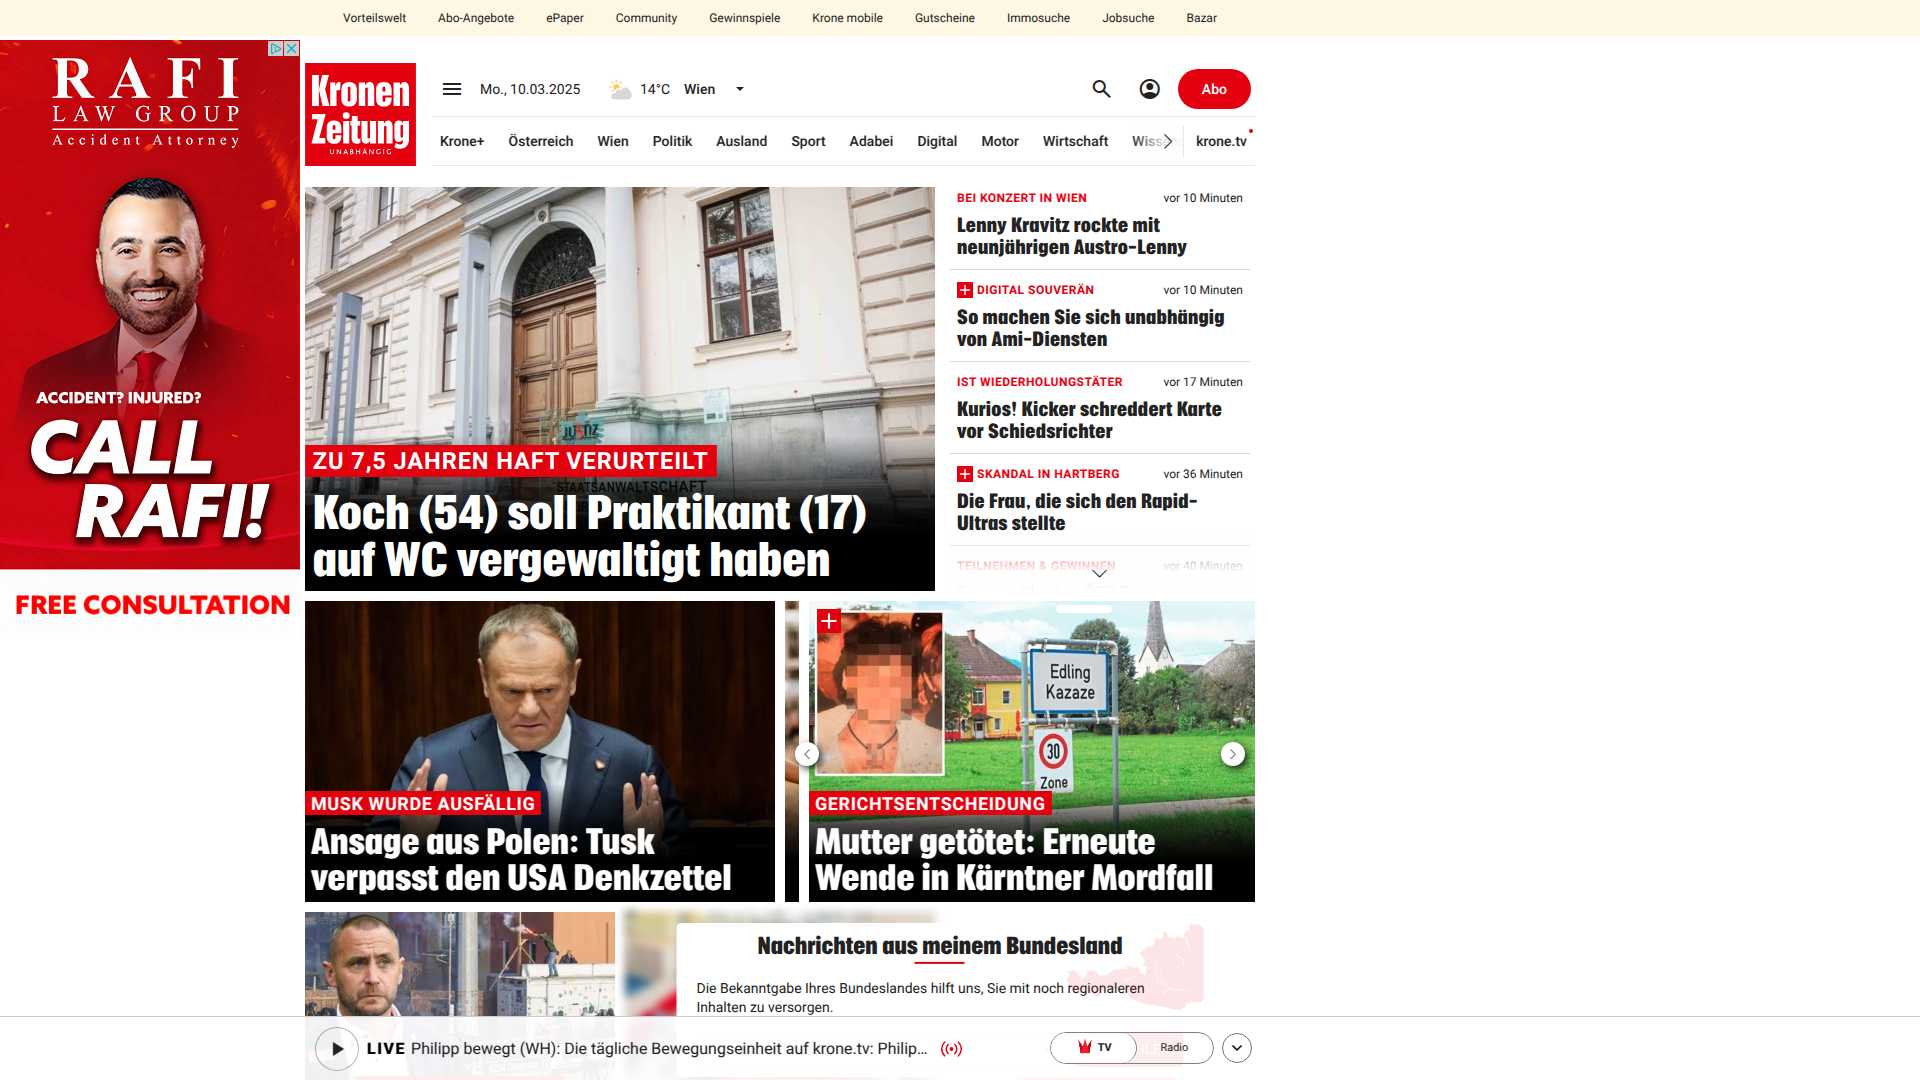 Vorteilswelt Abo-Angebote ePaper Community Gewinnspiele Krone mobile Gutscheine Immosuche Jobsuche Bazar
RAFI
LAW GROUP
Accident Attorney
ACCIDENT? INJURED?
CALL
RAFI!
FREE CONSULTATION
Kronen
Zeitung
UNABHÄNGIG
Mo., 10.03.2025 14°C Wien
Abo
Krone+ Österreich Wien Politik Ausland Sport Adabei Digital Motor Wirtschaft krone.tv
JUSTIZ
STAATSANWALTSCHAFT
ZU 7,5 JAHREN HAFT VERURTEILT
Koch (54) soll Praktikant (17)
auf WC vergewaltigt haben
BEI KONZERT IN WIEN vor 10 Minuten
Lenny Kravitz rockte mit
neunjährigen Austro-Lenny
DIGITAL SOUVERÄN vor 10 Minuten
So machen Sie sich unabhängig
von Ami-Diensten
IST WIEDERHOLUNGSTÄTER vor 17 Minuten
Kurios! Kicker schreddert Karte
vor Schiedsrichter
SKANDAL IN HARTBERG vor 36 Minuten
Die Frau, die sich den Rapid-
Ultras stellte
TEILNEHMEN & GEWINNEN vor 40 Minuten
MUSK WURDE AUSFÄLLIG
Ansage aus Polen: Tusk
verpasst den USA Denkzettel
Edling
Kazaze
30
Zone
GERICHTSENTSCHEIDUNG
Mutter getötet: Erneute
Wende in Kärntner Mordfall
Nachrichten aus meinem Bundesland
Die Bekanntgabe Ihres Bundeslandes hilft uns, Sie mit noch regionaleren
Inhalten zu versorgen.
LIVE Philipp bewegt (WH): Die tägliche Bewegungseinheit auf krone.tv: Philip...
TV Radio